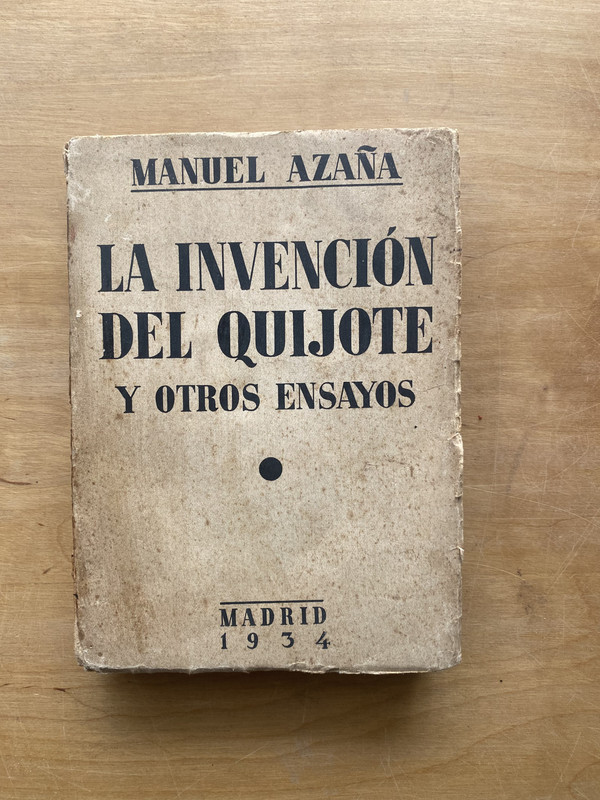 MANUEL AZAÑA
LA INVENCIÓN
DEL QUIJOTE
Y OTROS ENSAYOS
MADRID
1934